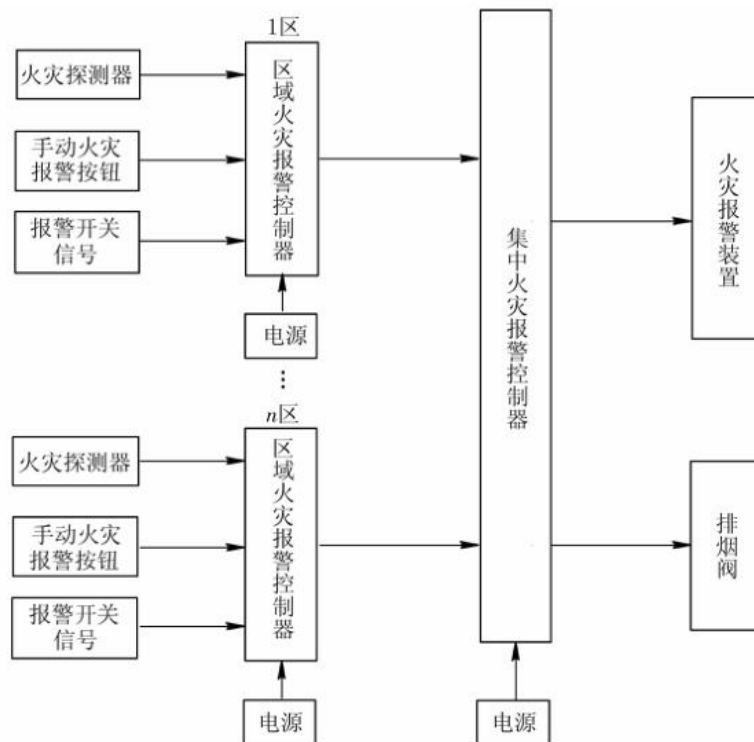 1区
火灾探测器
手动火灾
报警按钮
报警开关
信号
区域火灾报警控制器
电源
⋮
n区
火灾探测器
手动火灾
报警按钮
报警开关
信号
区域火灾报警控制器
电源
集中火灾报警控制器
电源
火灾报警装置
排烟阀